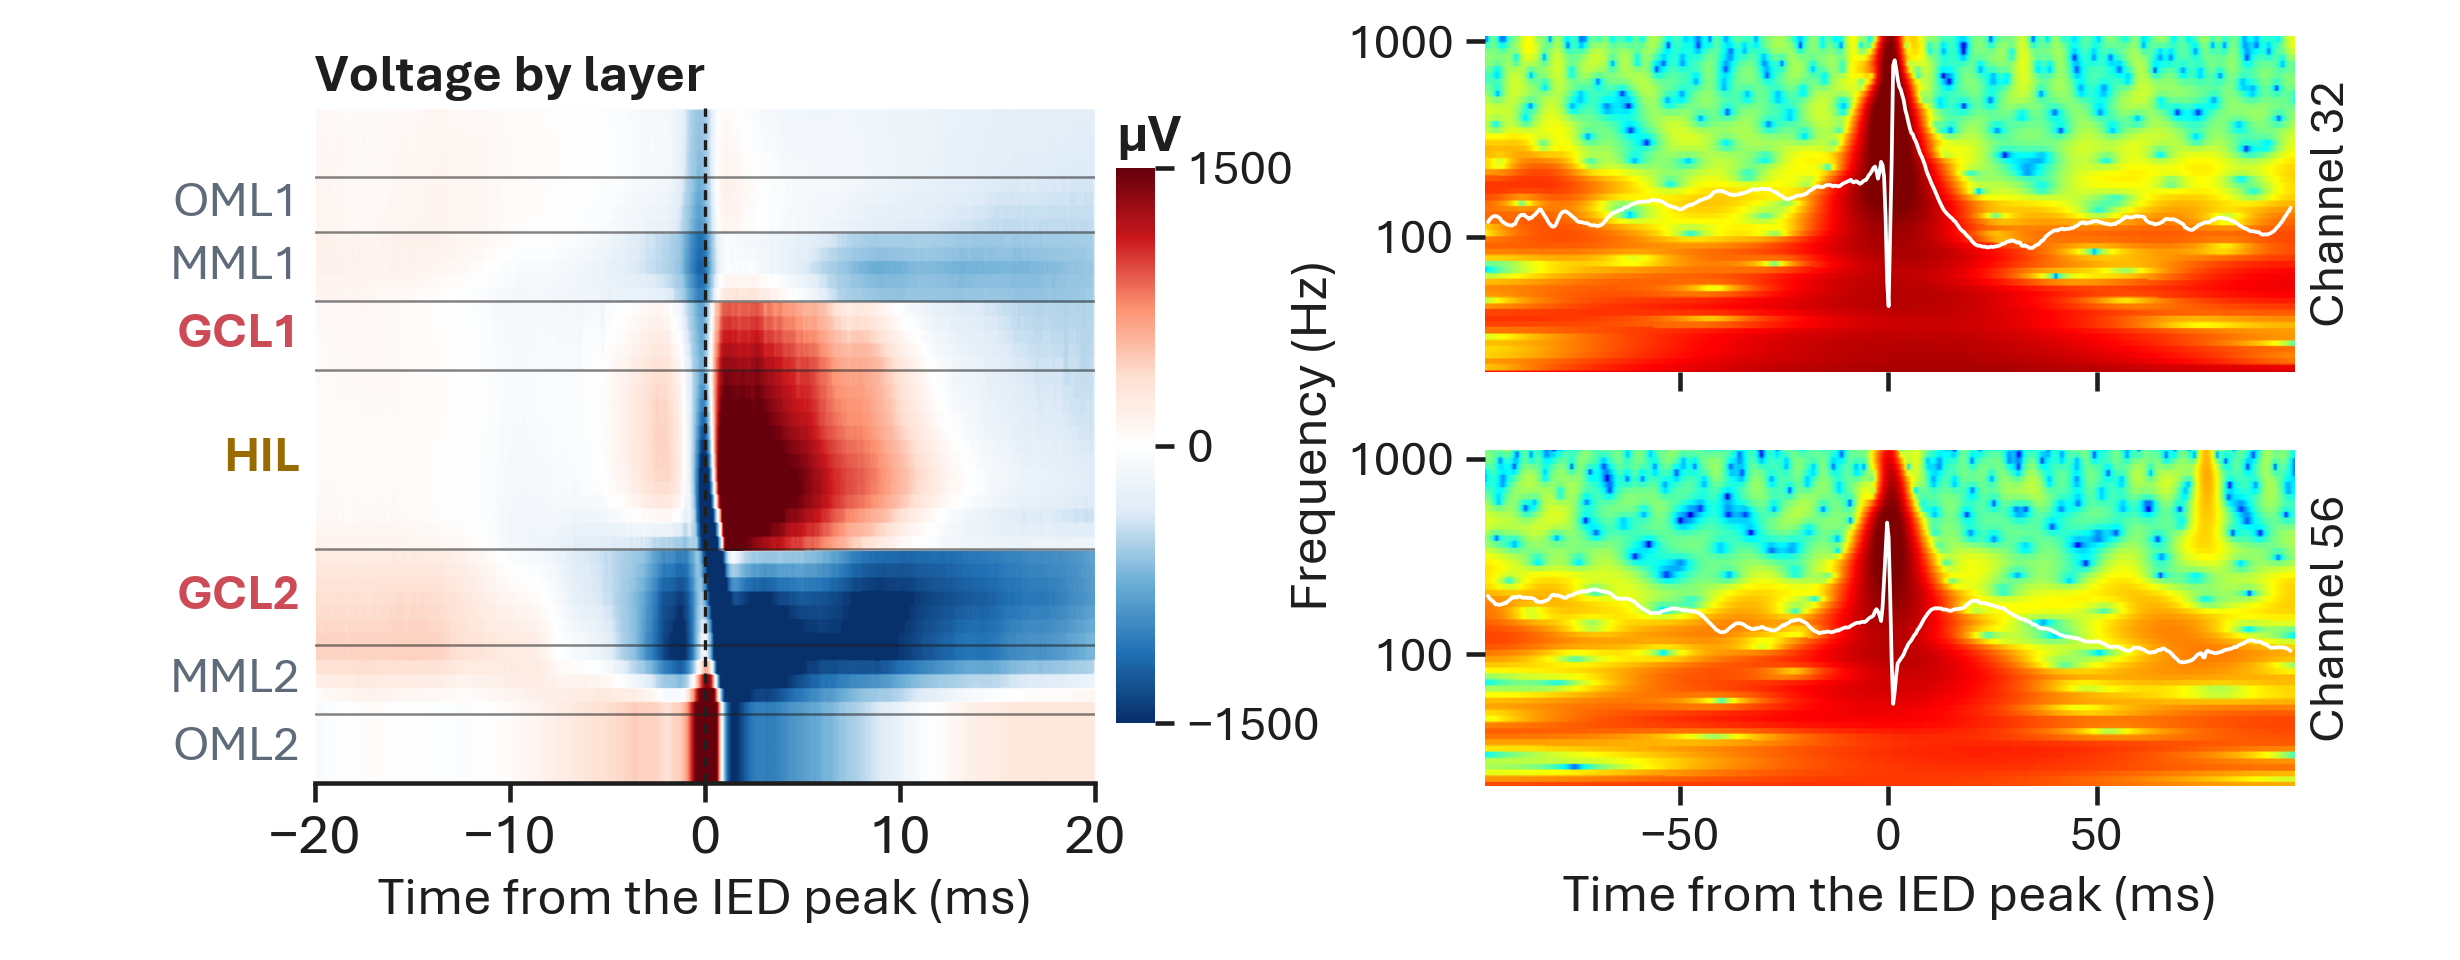 Voltage by layer
OML1
MML1
GCL1
HIL
GCL2
MML2
OML2
−20
−10
0
10
20
Time from the IED peak (ms)
µV
1500
0
−1500
Frequency (Hz)
1000
100
Channel 32
1000
100
Channel 56
−50
0
50
Time from the IED peak (ms)